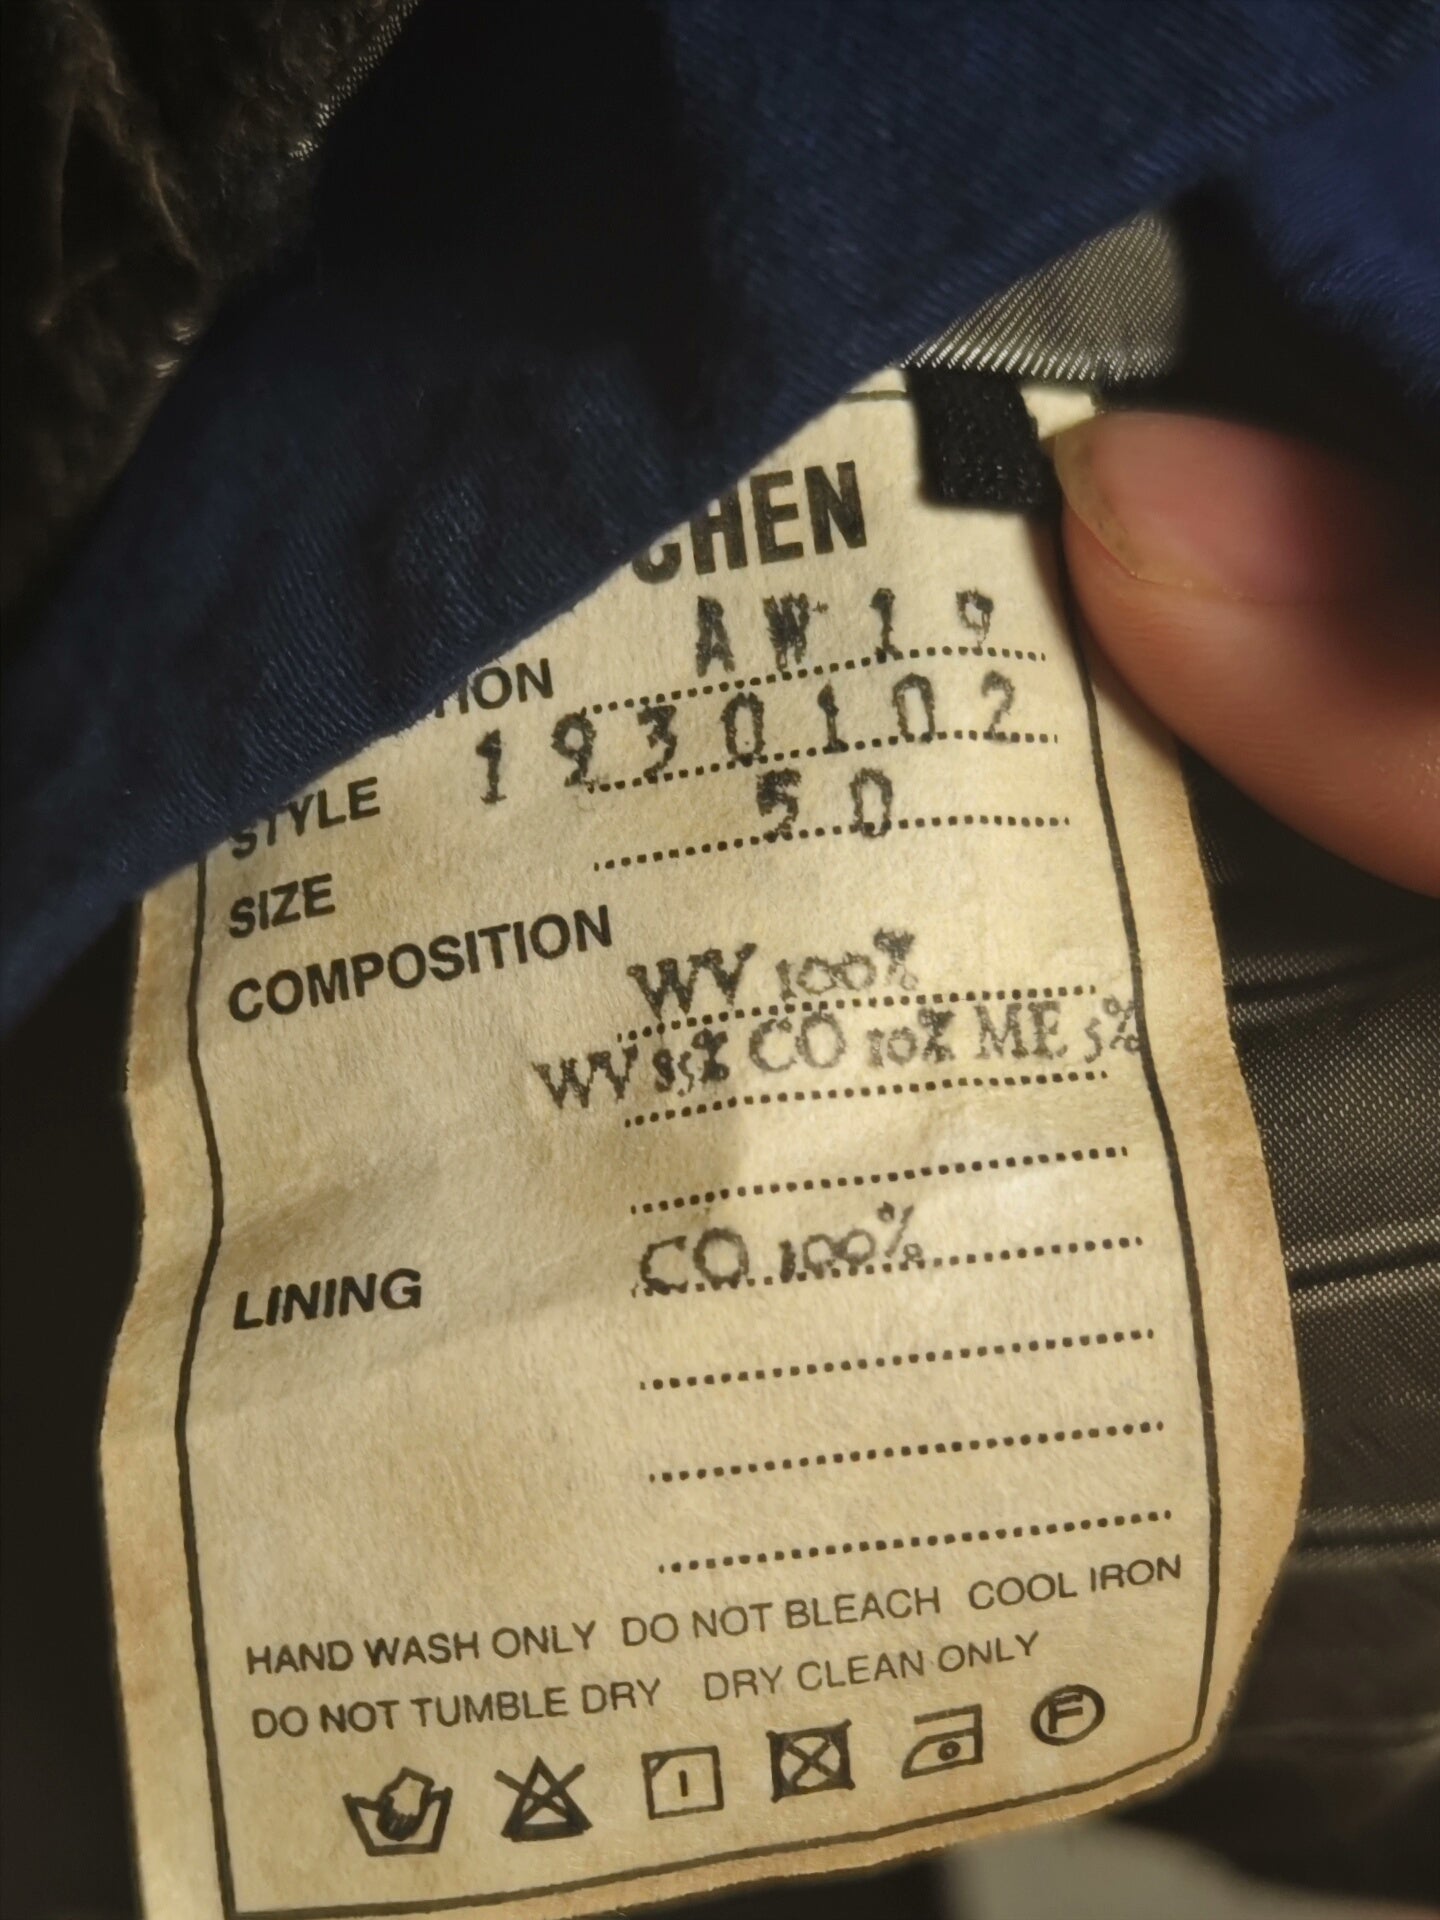 CHEN
AW19
TION
STYLE 1930102
SIZE 50
COMPOSITION
WV 100%
WV 85% CO 10% ME 5%
LINING CO 100%
HAND WASH ONLY DO NOT BLEACH COOL IRON
DO NOT TUMBLE DRY DRY CLEAN ONLY
F